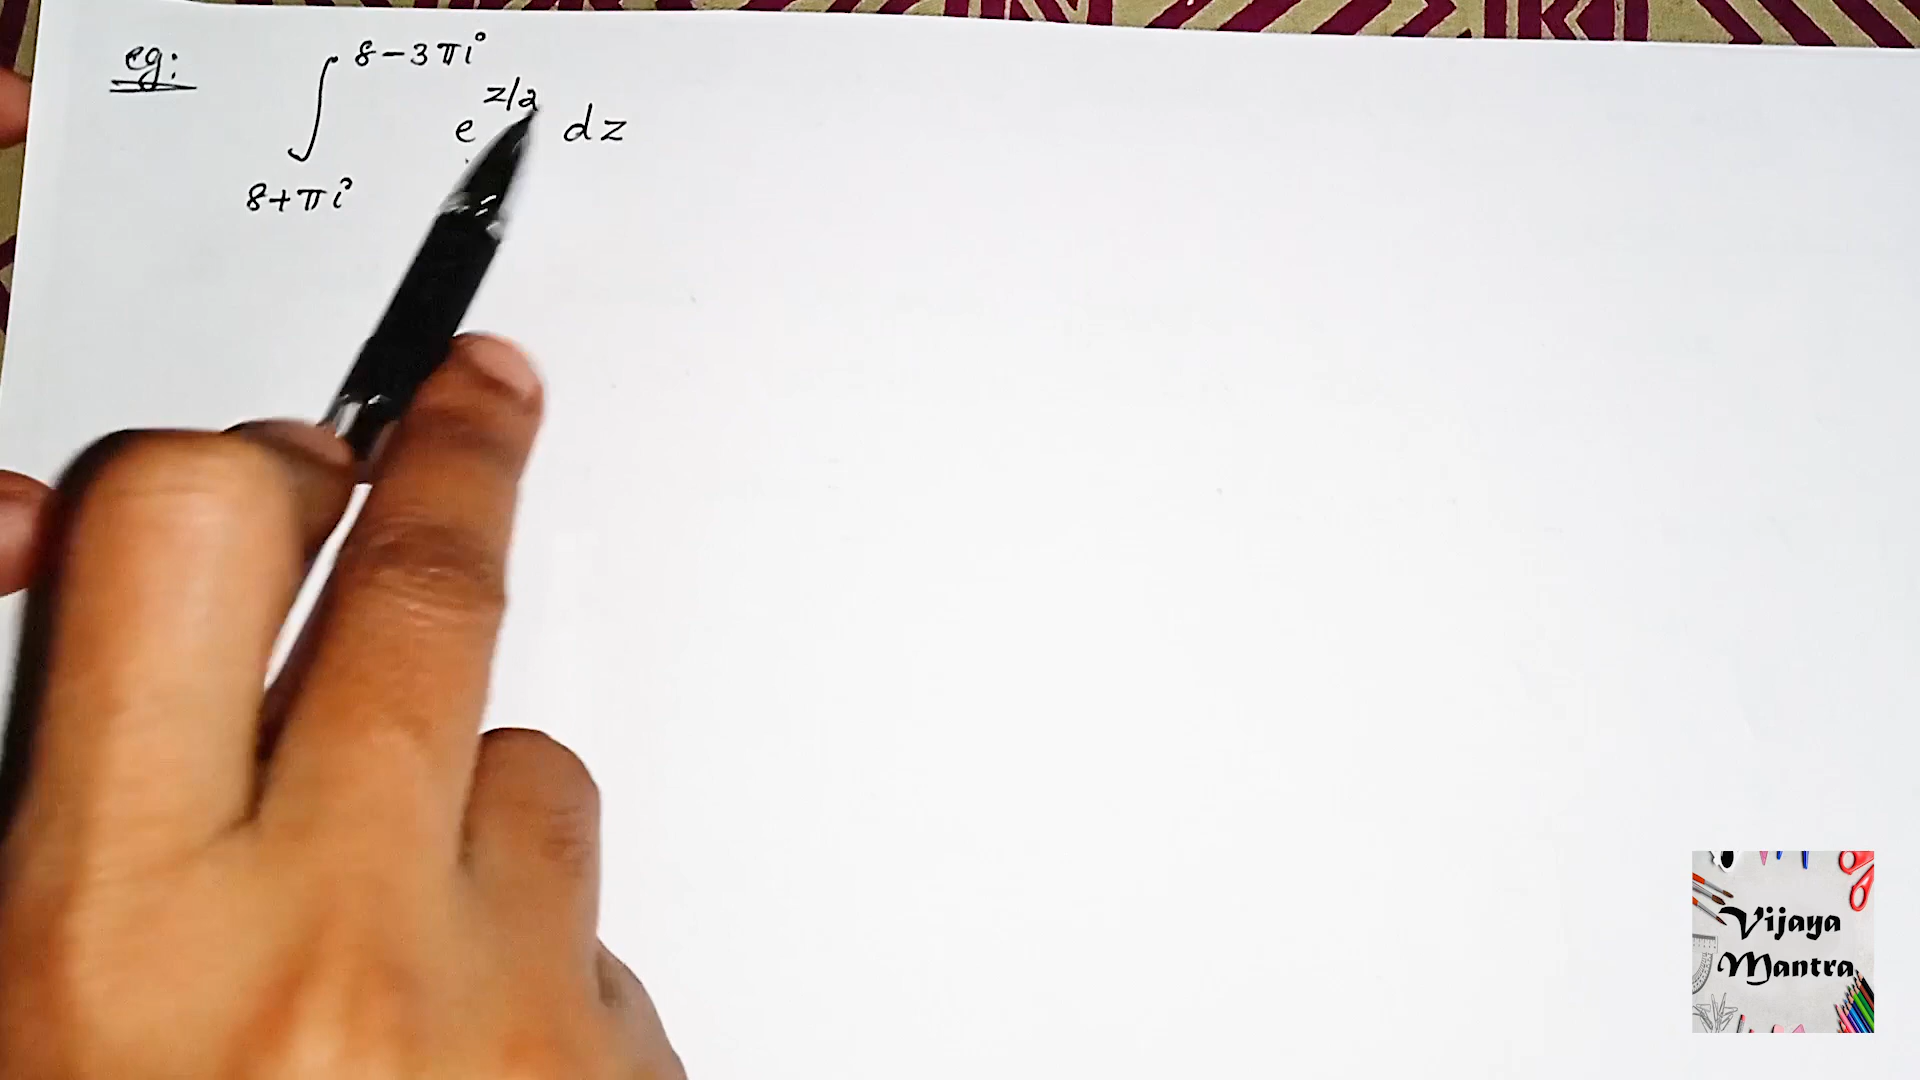 eg: ∫ 8-3πi
z/2
e dz
8+πi
Vijaya
Mantra